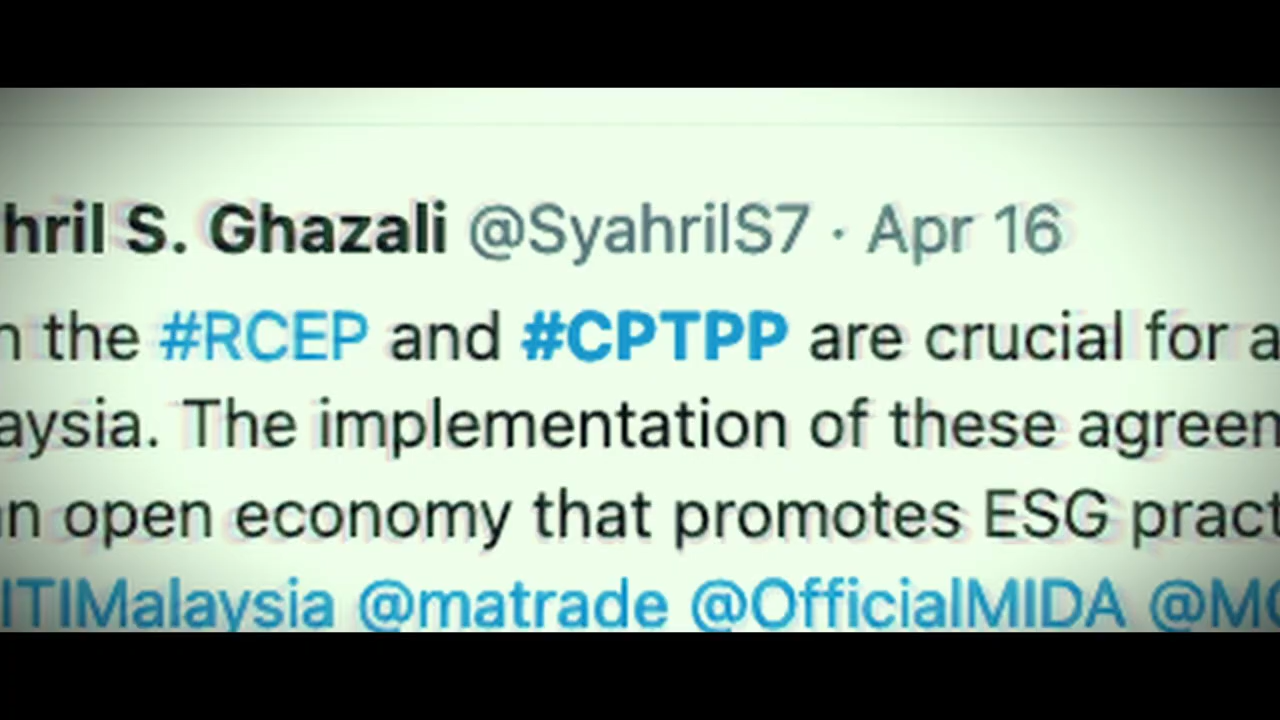 hril S. Ghazali @SyahrilS7 · Apr 16
n the #RCEP and #CPTPP are crucial for a
aysia. The implementation of these agreen
n open economy that promotes ESG pract
ITIMalaysia @matrade @OfficialMIDA @MO